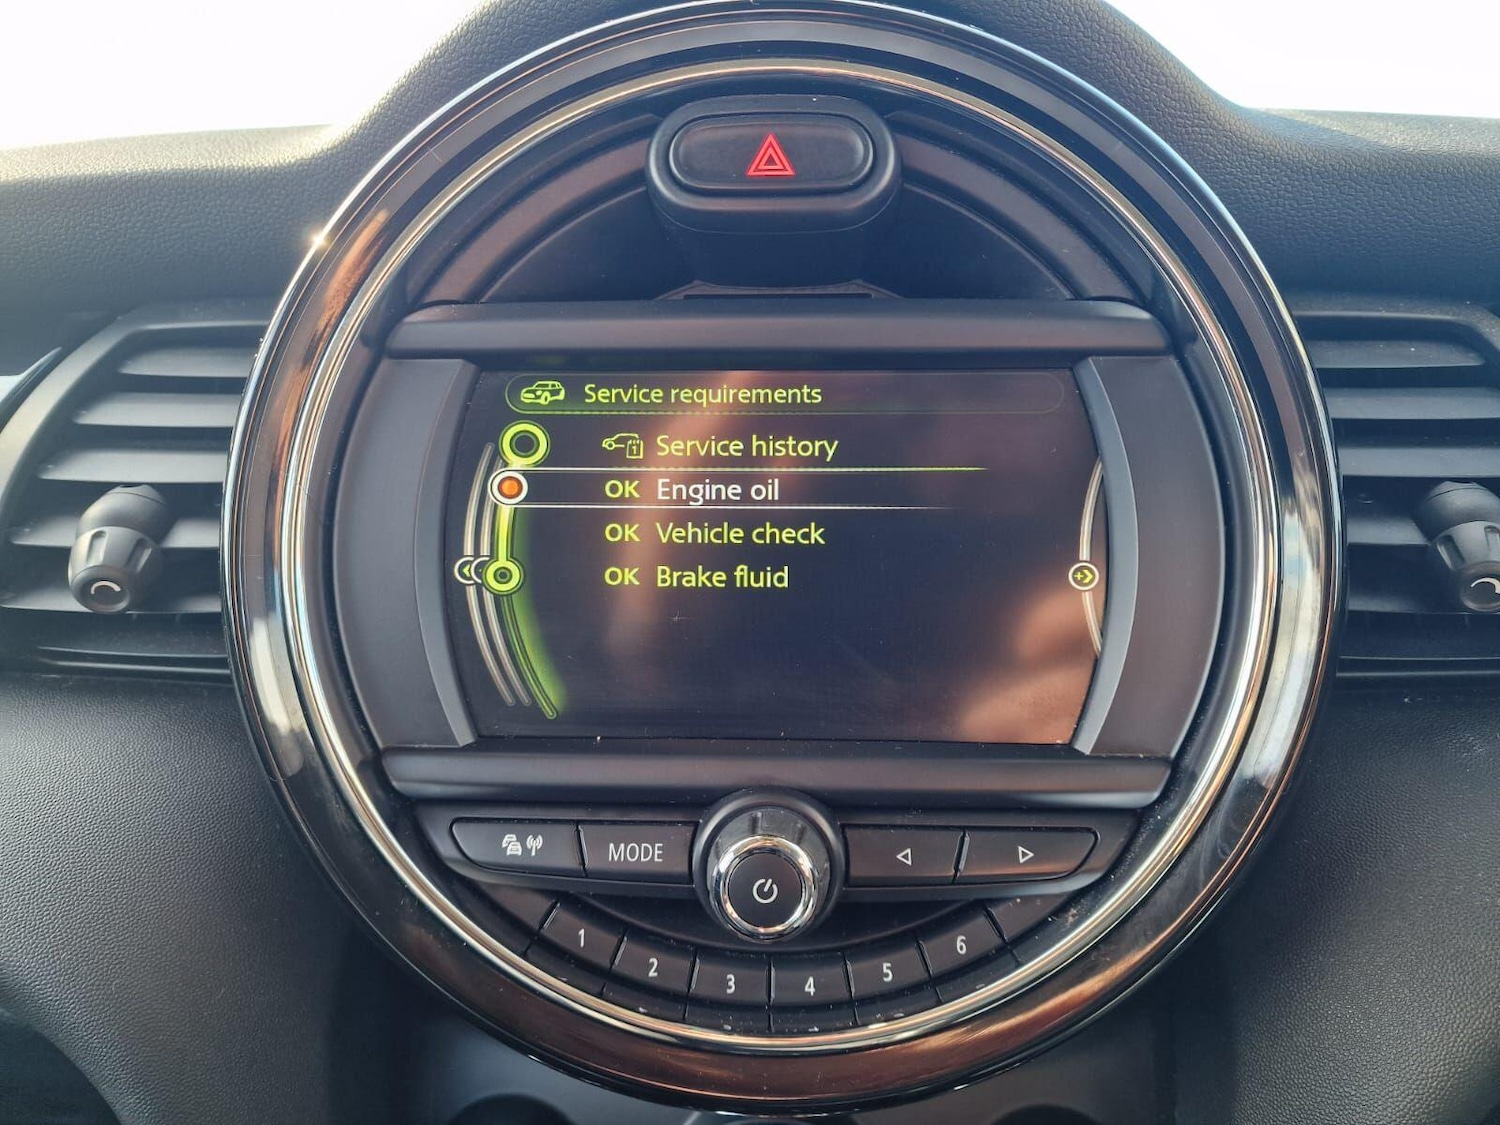 Service requirements
1 Service history
OK Engine oil
OK Vehicle check
OK Brake fluid
MODE
1 2 3 4 5 6